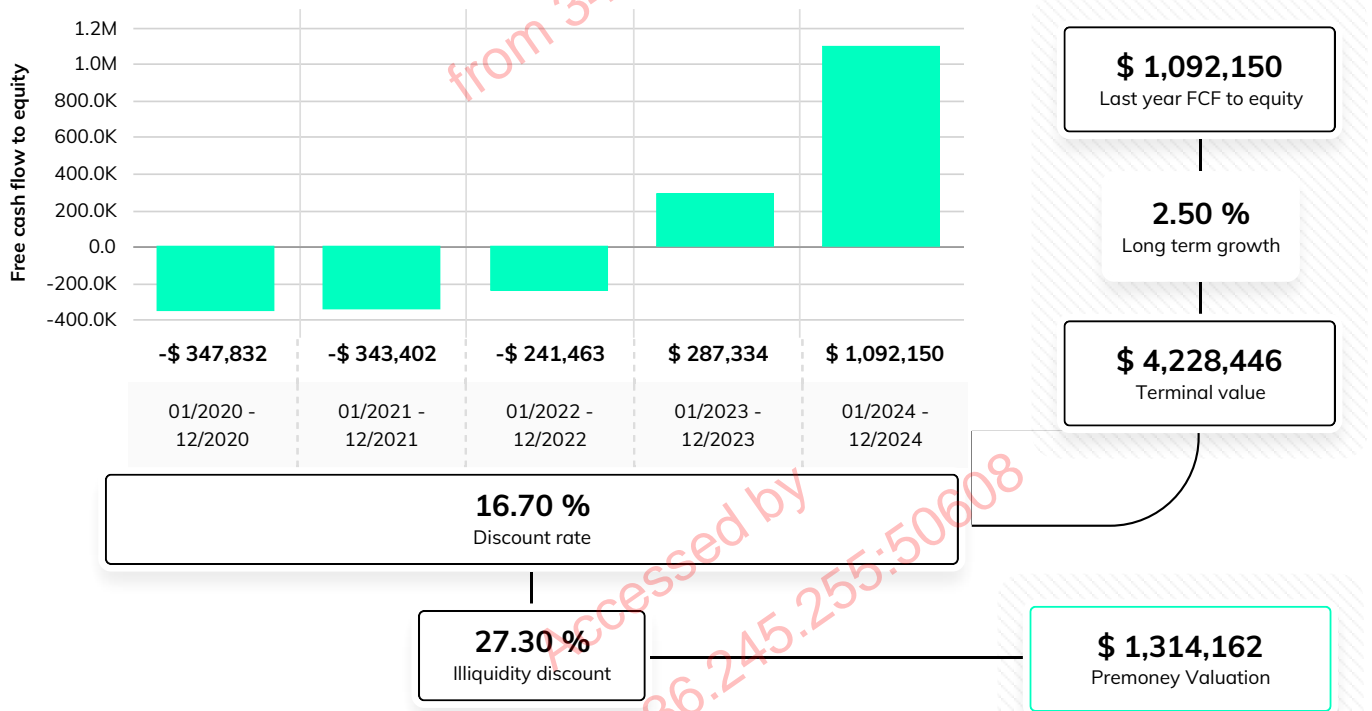 Free cash flow to equity
1.2M
1.0M
800.0K
600.0K
400.0K
200.0K
0.0
-200.0K
-400.0K
-$ 347,832
-$ 343,402
-$ 241,463
$ 287,334
$ 1,092,150
01/2020 -
12/2020
01/2021 -
12/2021
01/2022 -
12/2022
01/2023 -
12/2023
01/2024 -
12/2024
16.70 %
Discount rate
27.30 %
Illiquidity discount
$ 1,092,150
Last year FCF to equity
2.50 %
Long term growth
$ 4,228,446
Terminal value
$ 1,314,162
Premoney Valuation
Accessed by
from 34
36.245.255:50608